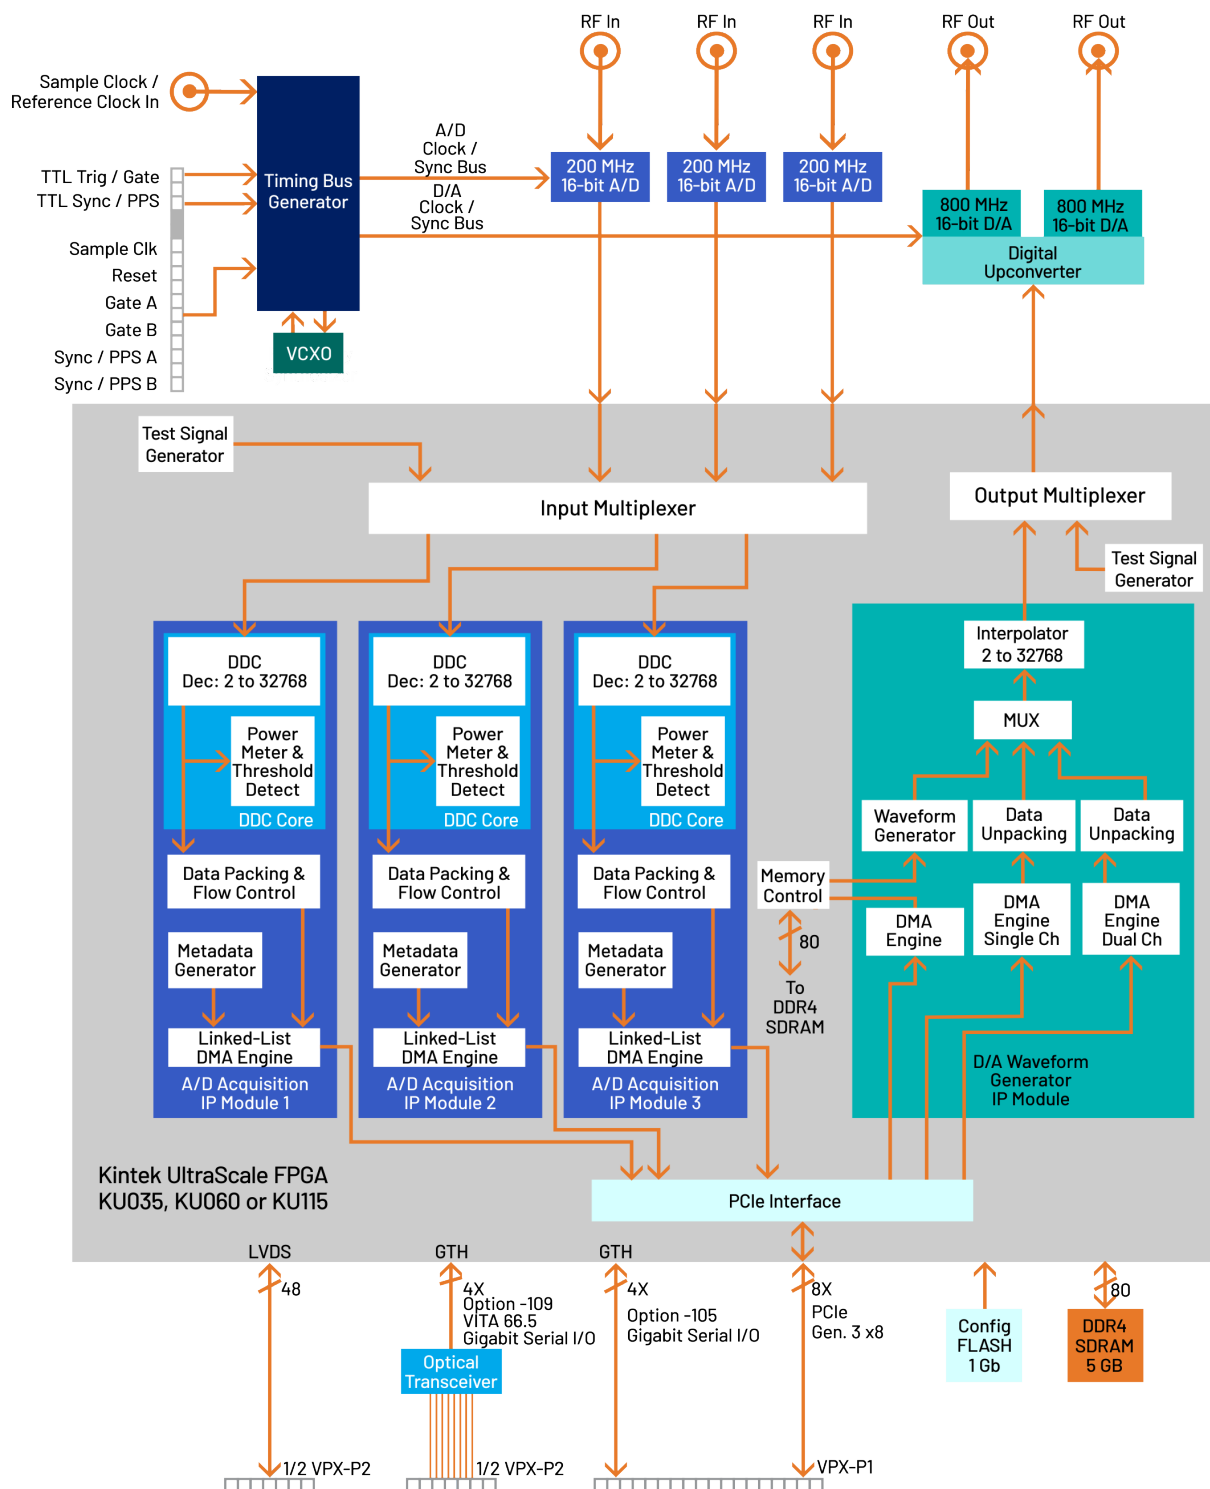 RF In
RF In
RF In
RF Out
RF Out
Sample Clock /
Reference Clock In
TTL Trig / Gate
TTL Sync / PPS
Sample Clk
Reset
Gate A
Gate B
Sync / PPS A
Sync / PPS B
Timing Bus
Generator
VCXO
A/D
Clock /
Sync Bus
D/A
Clock /
Sync Bus
200 MHz
16-bit A/D
200 MHz
16-bit A/D
200 MHz
16-bit A/D
800 MHz
16-bit D/A
800 MHz
16-bit D/A
Digital
Upconverter
Test Signal
Generator
Input Multiplexer
Output Multiplexer
Test Signal
Generator
DDC
Dec: 2 to 32768
Power
Meter &
Threshold
Detect
DDC Core
Data Packing &
Flow Control
Metadata
Generator
Linked-List
DMA Engine
A/D Acquisition
IP Module 1
DDC
Dec: 2 to 32768
Power
Meter &
Threshold
Detect
DDC Core
Data Packing &
Flow Control
Metadata
Generator
Linked-List
DMA Engine
A/D Acquisition
IP Module 2
DDC
Dec: 2 to 32768
Power
Meter &
Threshold
Detect
DDC Core
Data Packing &
Flow Control
Metadata
Generator
Linked-List
DMA Engine
A/D Acquisition
IP Module 3
Memory
Control
80
To
DDR4
SDRAM
Interpolator
2 to 32768
MUX
Waveform
Generator
Data
Unpacking
Data
Unpacking
DMA
Engine
DMA
Engine
Single Ch
DMA
Engine
Dual Ch
D/A Waveform
Generator
IP Module
Kintek UltraScale FPGA
KU035, KU060 or KU115
PCIe Interface
LVDS
48
1/2 VPX-P2
GTH
4X
Option -109
VITA 66.5
Gigabit Serial I/O
Optical
Transceiver
1/2 VPX-P2
GTH
4X
Option -105
Gigabit Serial I/O
8X
PCIe
Gen. 3 x8
VPX-P1
Config
FLASH
1 Gb
80
DDR4
SDRAM
5 GB